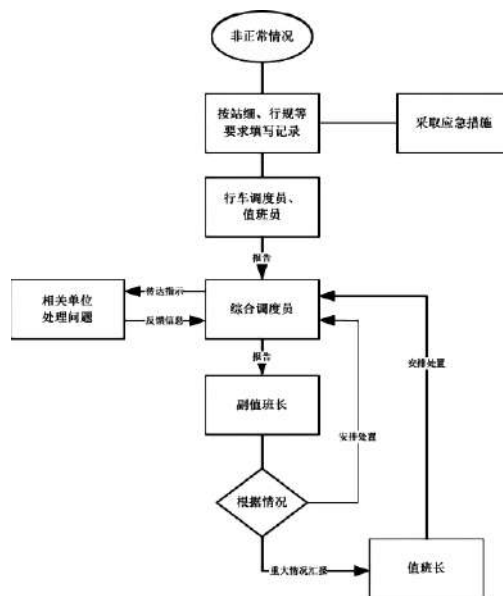 非正常情况
按站细、行规等
要求填写记录
采取应急措施
行车调度员、
值班员
报告
相关单位
处理问题
传达指示
反馈信息
综合调度员
报告
安排处置
副值班长
安排处置
根据情况
重大情况汇报
值班长